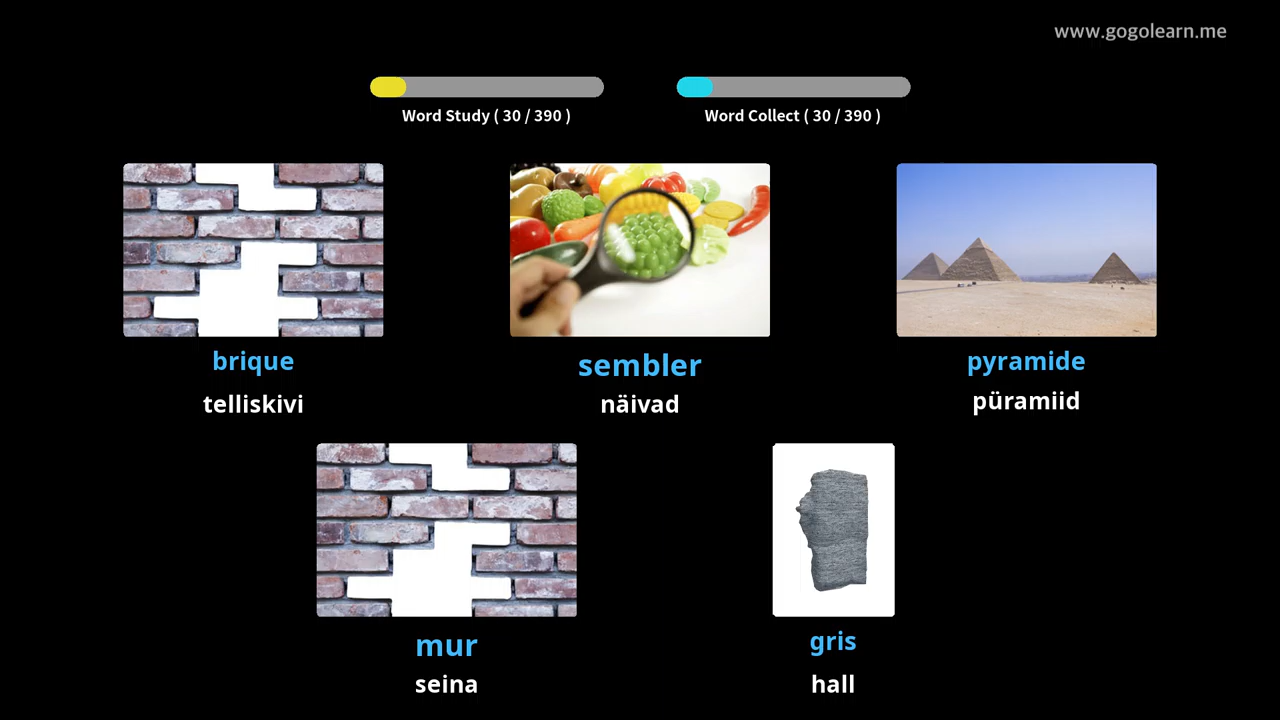 www.gogolearn.me
Word Study ( 30 / 390 )
Word Collect ( 30 / 390 )
brique
telliskivi
sembler
näivad
pyramide
püramiid
mur
seina
gris
hall